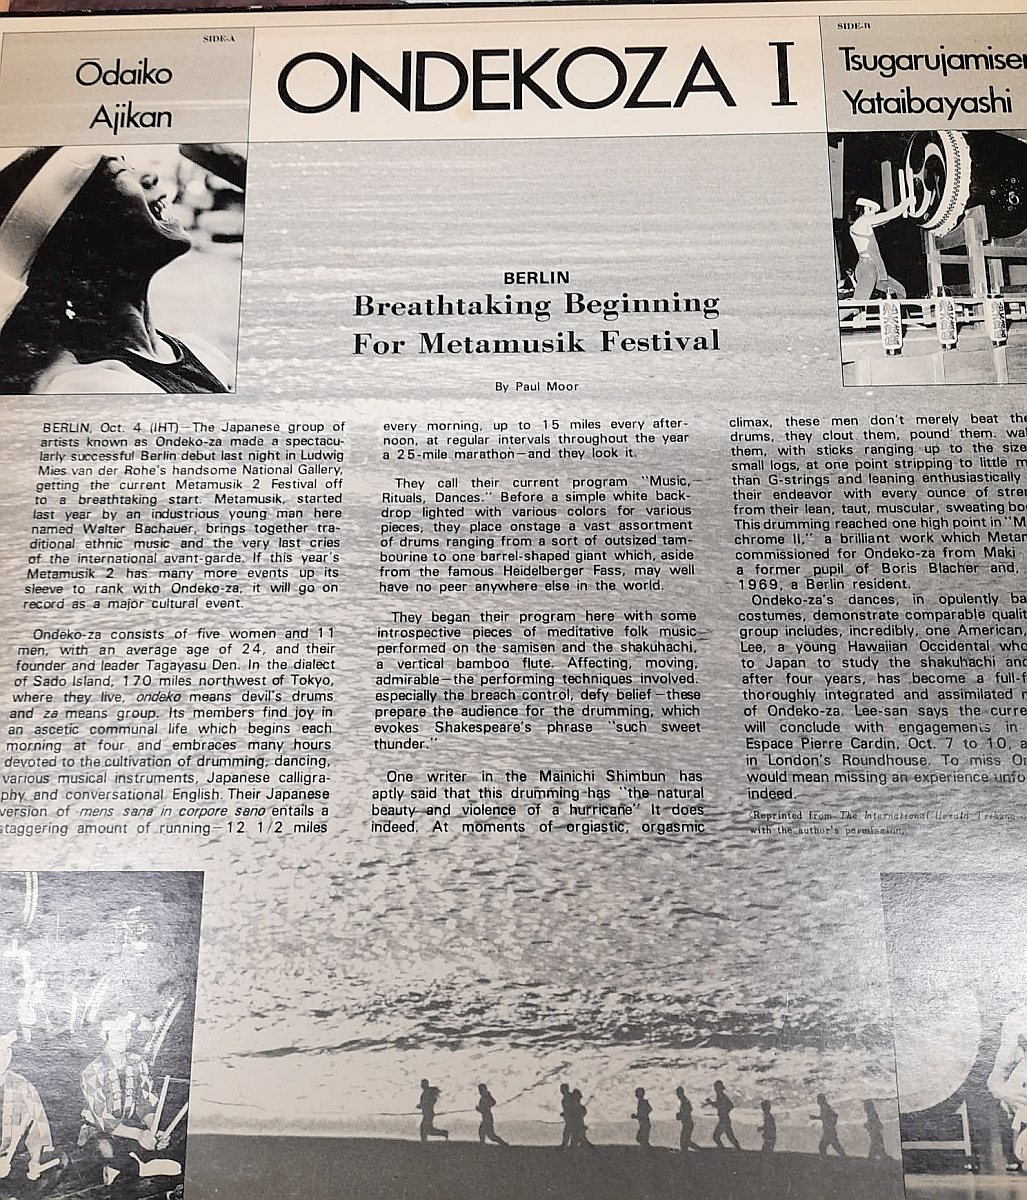 SIDE-A
Ōdaiko
Ajikan
ONDEKOZA I
SIDE-B
Tsugarujamise
Yataibayashi
BERLIN
Breathtaking Beginning
For Metamusik Festival
By Paul Moor
BERLIN, Oct. 4 (IHT)—The Japanese group of
artists known as Ondeko-za made a spectacu-
larly successful Berlin debut last night in Ludwig
Mies van der Rohe's handsome National Gallery,
getting the current Metamusik 2 Festival off
to a breathtaking start. Metamusik, started
last year by an industrious young man here
named Walter Bachauer, brings together tra-
ditional ethnic music and the very last cries
of the international avant-garde. If this year's
Metamusik 2 has many more events up its
sleeve to rank with Ondeko-za, it will go on
record as a major cultural event.
Ondeko-za consists of five women and 11
men, with an average age of 24, and their
founder and leader Tagayasu Den. In the dialect
of Sado Island, 170 miles northwest of Tokyo,
where they live, ondeko means devil's drums
and za means group. Its members find joy in
an ascetic communal life which begins each
morning at four and embraces many hours
devoted to the cultivation of drumming, dancing,
various musical instruments, Japanese calligra-
phy and conversational English. Their Japanese
version of mens sana in corpore sano entails a
staggering amount of running—12 1/2 miles
every morning, up to 15 miles every after-
noon, at regular intervals throughout the year
a 25-mile marathon—and they look it.
They call their current program "Music,
Rituals, Dances." Before a simple white back-
drop lighted with various colors for various
pieces, they place onstage a vast assortment
of drums ranging from a sort of outsized tam-
bourine to one barrel-shaped giant which, aside
from the famous Heidelberger Fass, may well
have no peer anywhere else in the world.
They began their program here with some
introspective pieces of meditative folk music
performed on the samisen and the shakuhachi,
a vertical bamboo flute. Affecting, moving,
admirable—the performing techniques involved.
especially the breach control, defy belief—these
prepare the audience for the drumming, which
evokes Shakespeare's phrase "such sweet
thunder."
One writer in the Mainichi Shimbun has
aptly said that this drumming has "the natural
beauty and violence of a hurricane" It does
indeed. At moments of orgiastic, orgasmic
climax, these men don't merely beat the
drums, they clout them, pound them. wal
them, with sticks ranging up to the size
small logs, at one point stripping to little m
than G-strings and leaning enthusiastically
their endeavor with every ounce of stre
from their lean, taut, muscular, sweating bo
This drumming reached one high point in "M
chrome II," a brilliant work which Metam
commissioned for Ondeko-za from Maki
a former pupil of Boris Blacher and,
1969, a Berlin resident.
Ondeko-za's dances, in opulently ba
costumes, demonstrate comparable qualit
group includes, incredibly, one American,
Lee, a young Hawaiian Occidental who
to Japan to study the shakuhachi and
after four years, has become a full-f
thoroughly integrated and assimilated
of Ondeko-za. Lee-san says the curre
will conclude with engagements in
Espace Pierre Cardin, Oct. 7 to 10, a
in London's Roundhouse. To miss On
would mean missing an experience unfo
indeed.
(Reprinted from The International Herald Tribune
with the author's permission.